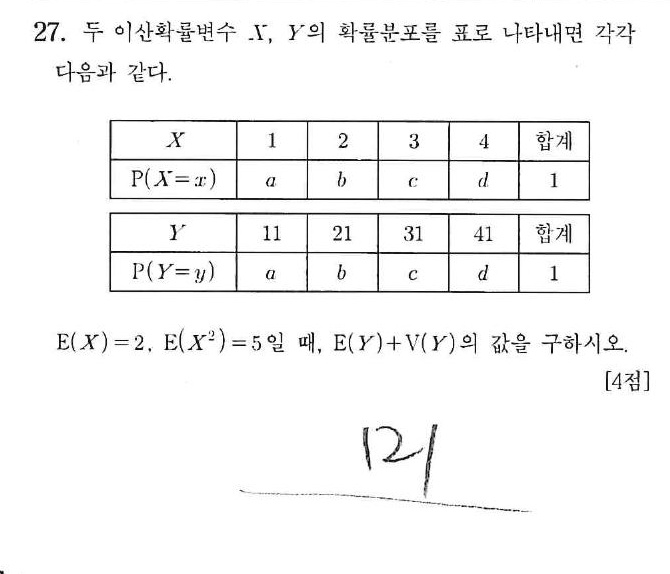 27. 두 이산확률변수 X, Y의 확률분포를 표로 나타내면 각각
다음과 같다.
X 1 2 3 4 합계
P(X=x) a b c d 1
Y 11 21 31 41 합계
P(Y=y) a b c d 1
E(X)=2, E(X²)=5일 때, E(Y)+V(Y)의 값을 구하시오.
[4점]
121